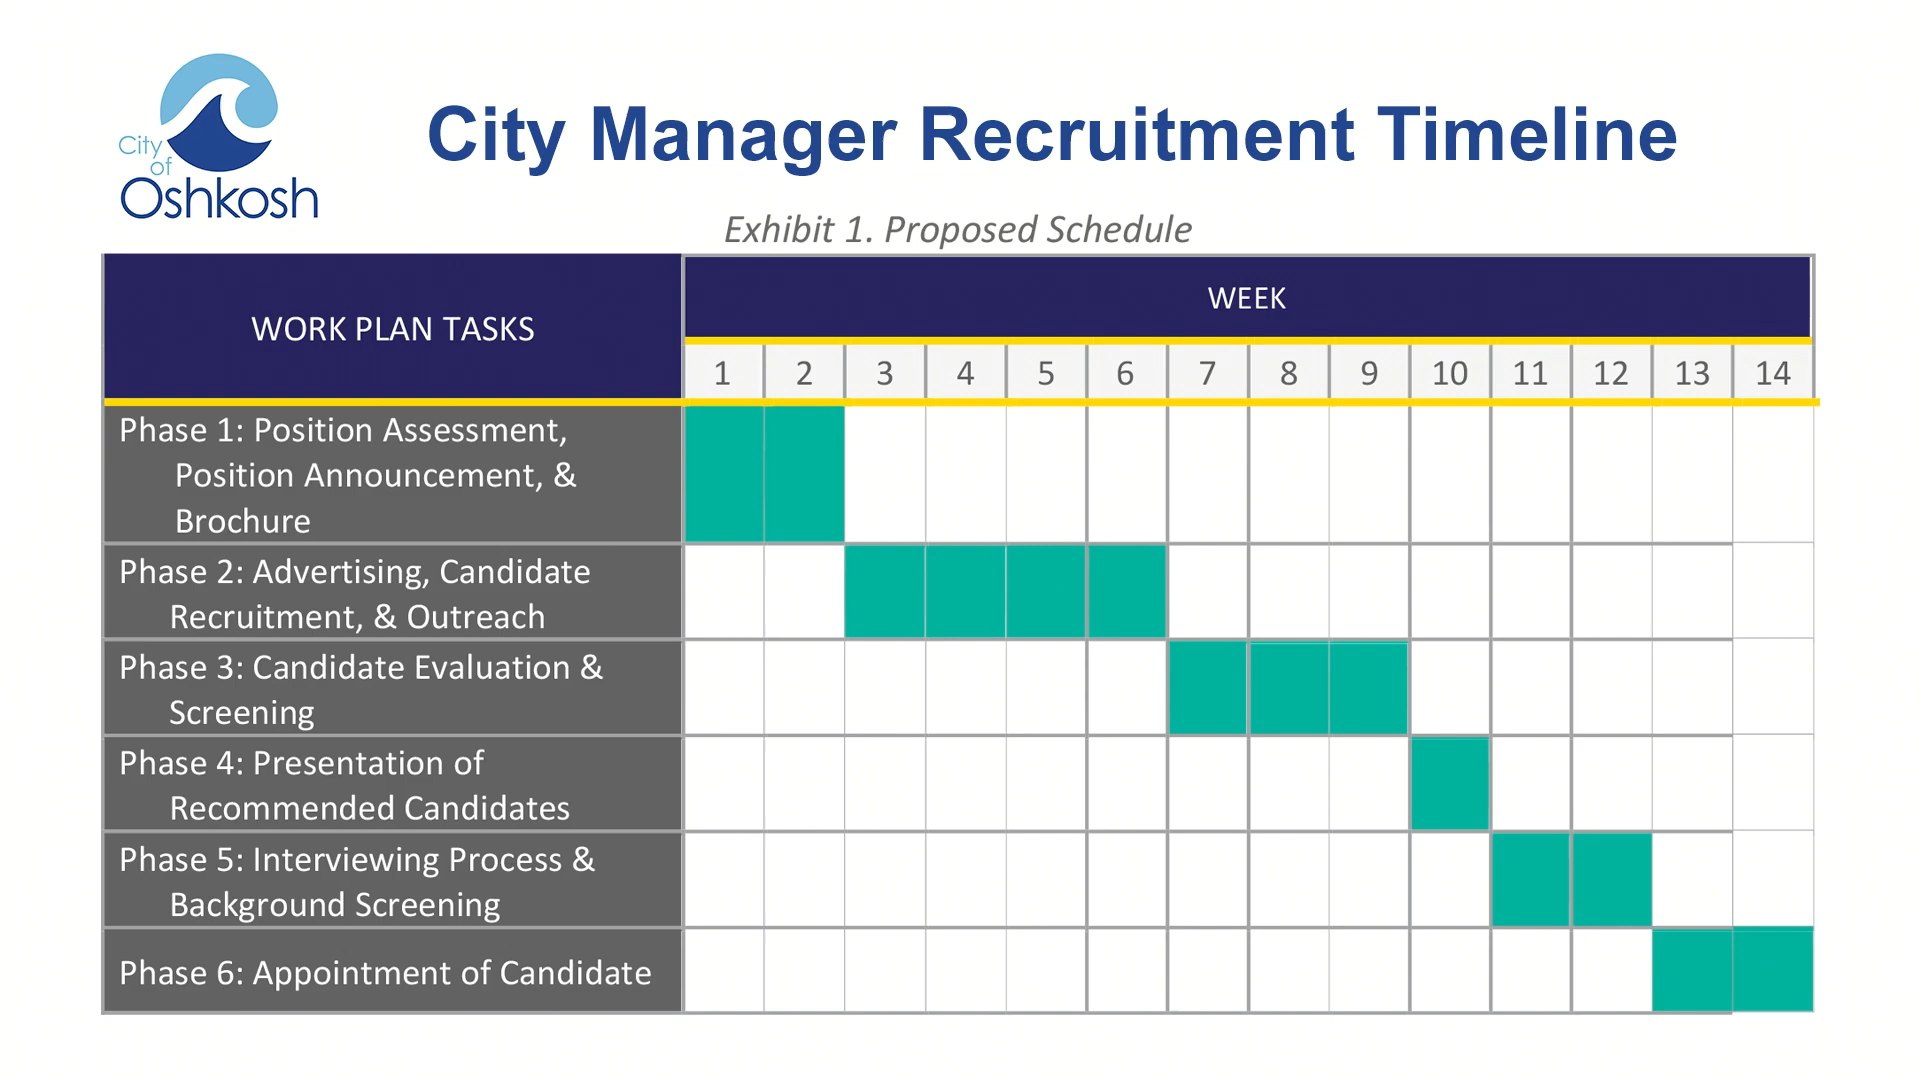 City
of
Oshkosh
City Manager Recruitment Timeline
Exhibit 1. Proposed Schedule
WORK PLAN TASKS
WEEK
1 2 3 4 5 6 7 8 9 10 11 12 13 14
Phase 1: Position Assessment,
Position Announcement, &
Brochure
Phase 2: Advertising, Candidate
Recruitment, & Outreach
Phase 3: Candidate Evaluation &
Screening
Phase 4: Presentation of
Recommended Candidates
Phase 5: Interviewing Process &
Background Screening
Phase 6: Appointment of Candidate